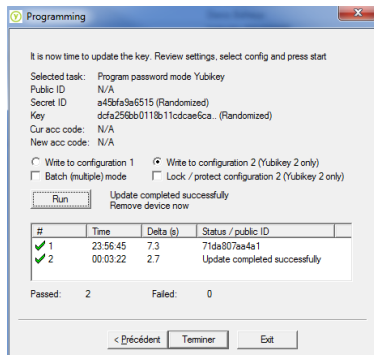 Programming
It is now time to update the key. Review settings, select config and press start
Selected task: Program password mode Yubikey
Public ID N/A
Secret ID a45bfa9a6515 (Randomized)
Key dcfa256bb0118b11cdcae6ca.. (Randomized)
Cur acc code: N/A
New acc code: N/A
Write to configuration 1 Write to configuration 2 (Yubikey 2 only)
Batch (multiple) mode Lock / protect configuration 2 (Yubikey 2 only)
Run Update completed successfully
Remove device now
# Time Delta (s) Status / public ID
1 23:56:45 7.3 71da807aa4a1
2 00:03:22 2.7 Update completed successfully
Passed: 2 Failed: 0
< Précédent Terminer Exit